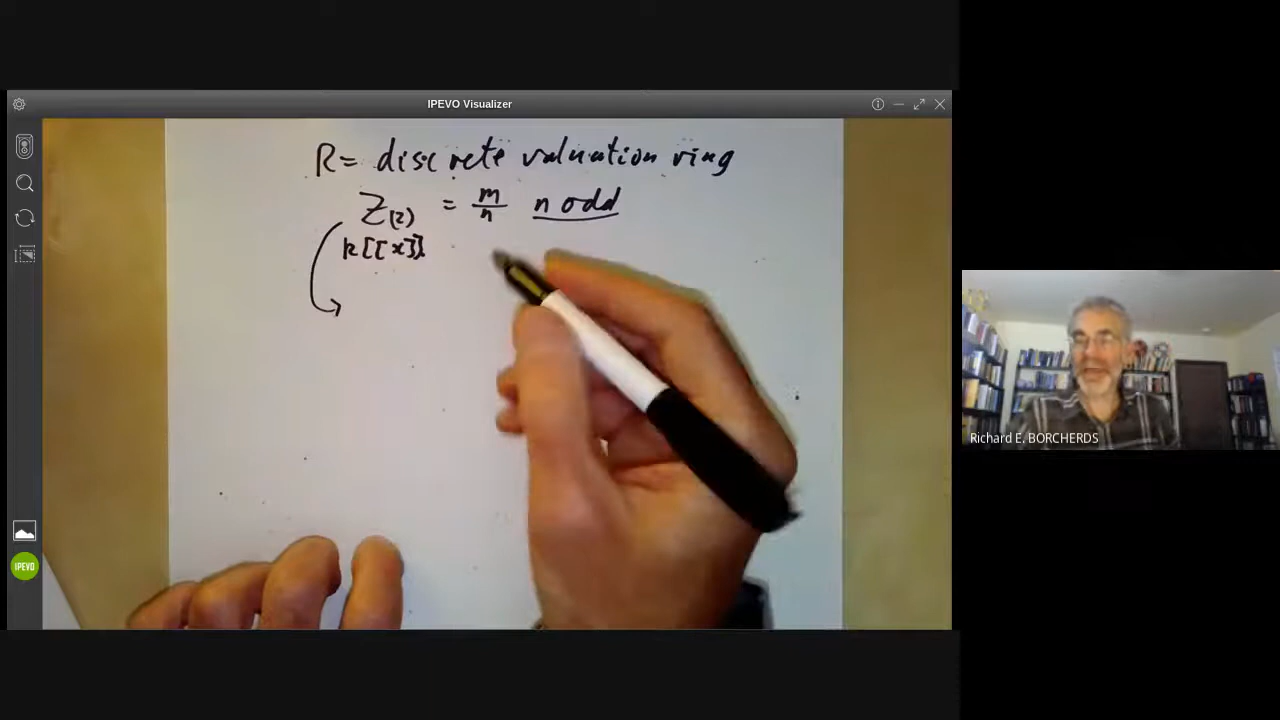 IPEVO Visualizer
R = discrete valuation ring
Z(2) = m/n n odd
k[[x]]
IPEVO
Richard E. BORCHERDS